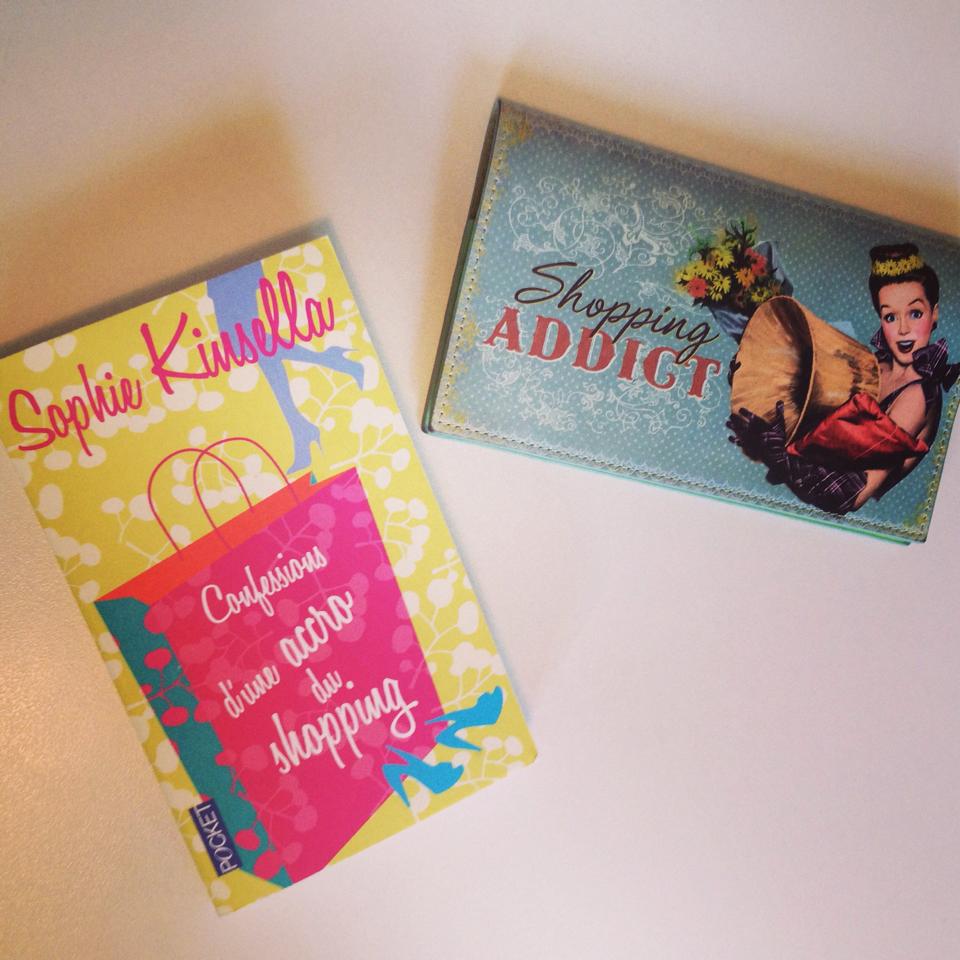 Sophie Kinsella
Confessions
d'une accro
du
shopping
POCKET
Shopping
ADDICT